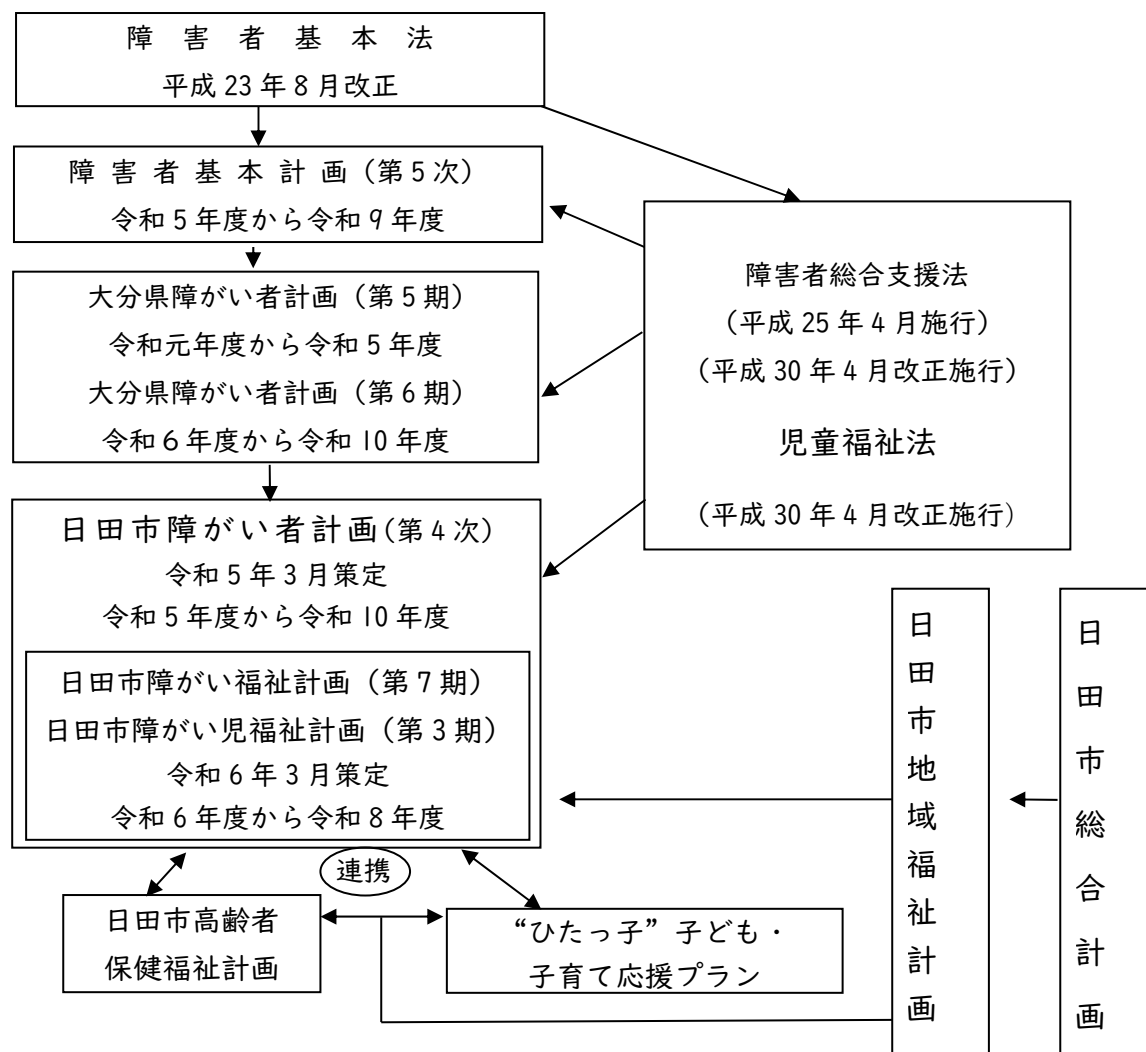 障害者基本法
平成23年8月改正
障害者基本計画(第5次)
令和5年度から令和9年度
大分県障がい者計画(第5期)
令和元年度から令和5年度
大分県障がい者計画(第6期)
令和6年度から令和10年度
障害者総合支援法
(平成25年4月施行)
(平成30年4月改正施行)
児童福祉法
(平成30年4月改正施行)
日田市障がい者計画(第4次)
令和5年3月策定
令和5年度から令和10年度
日田市障がい福祉計画(第7期)
日田市障がい児福祉計画(第3期)
令和6年3月策定
令和6年度から令和8年度
連携
日田市高齢者
保健福祉計画
“ひたっ子”子ども・
子育て応援プラン
日田市地域福祉計画
日田市総合計画